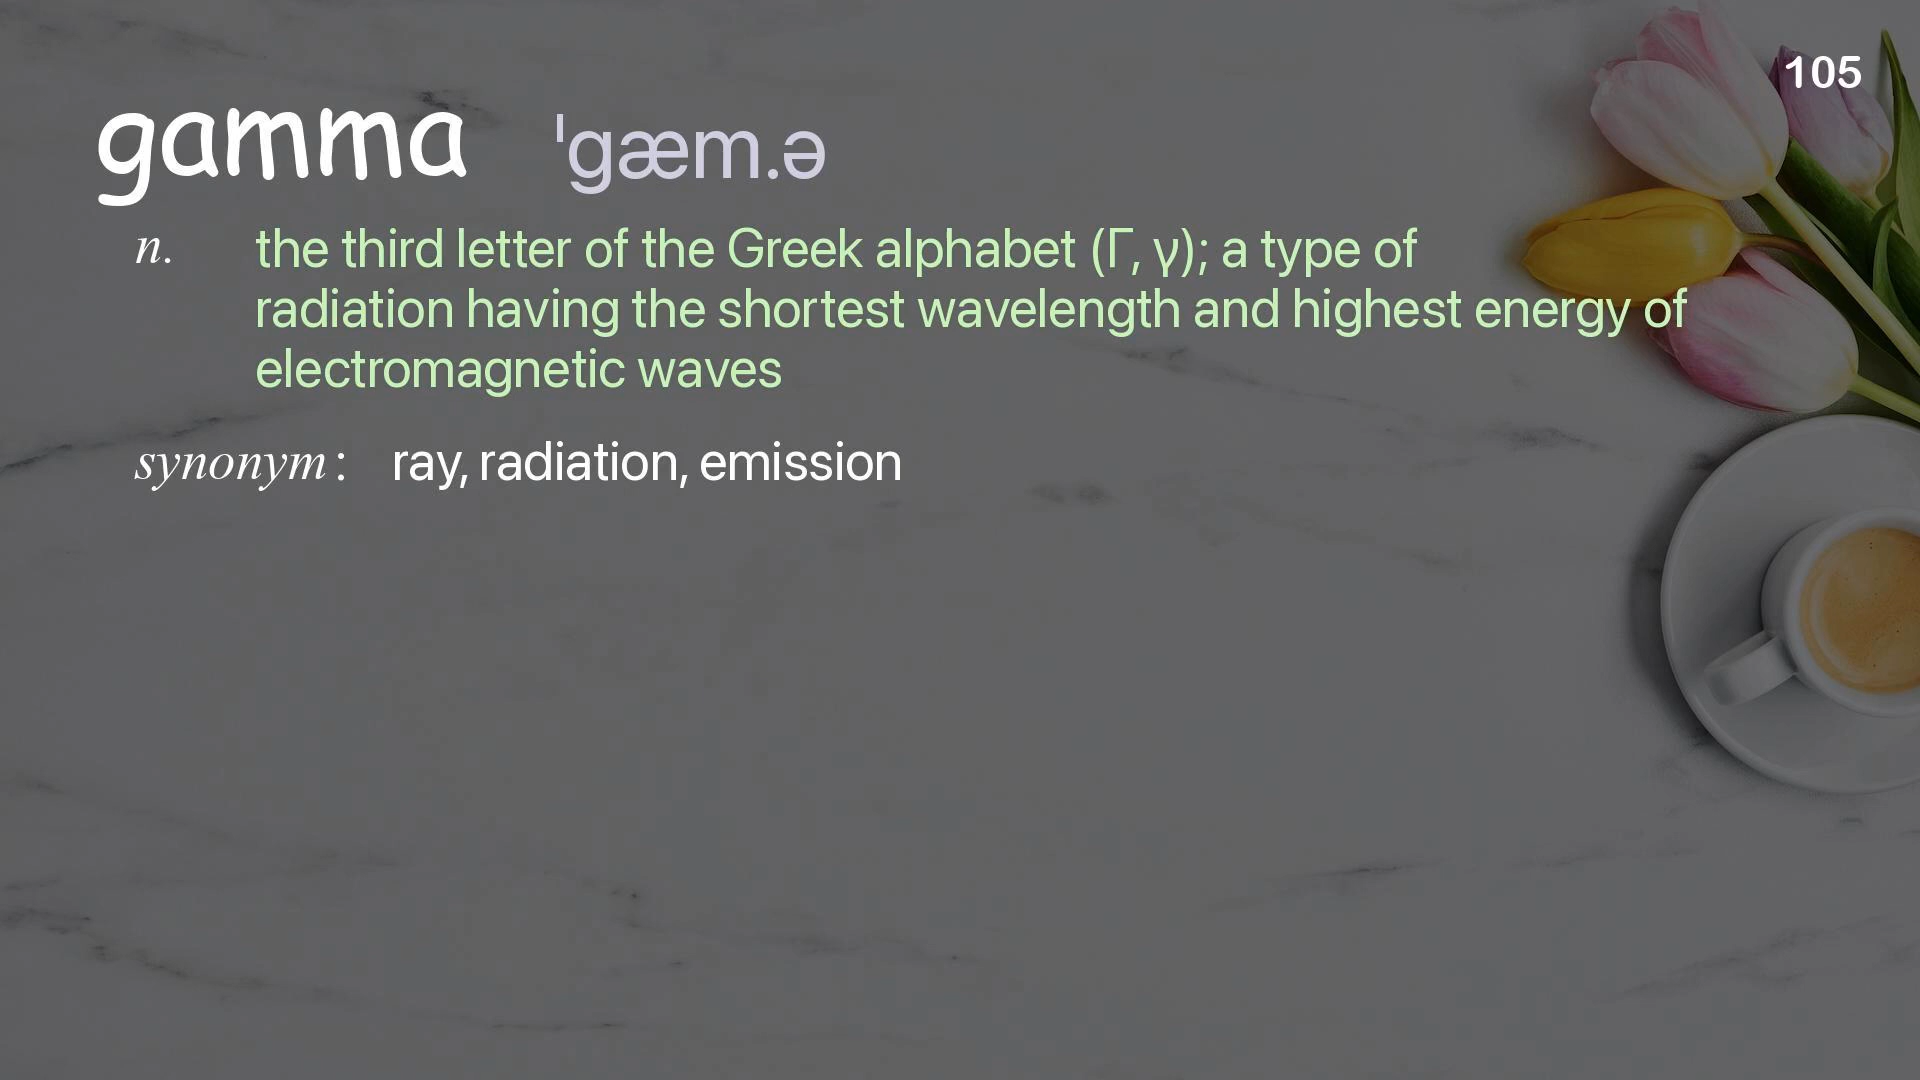 105
gamma ˈɡæm.ə
n. the third letter of the Greek alphabet (Γ, γ); a type of
radiation having the shortest wavelength and highest energy of
electromagnetic waves
synonym: ray, radiation, emission